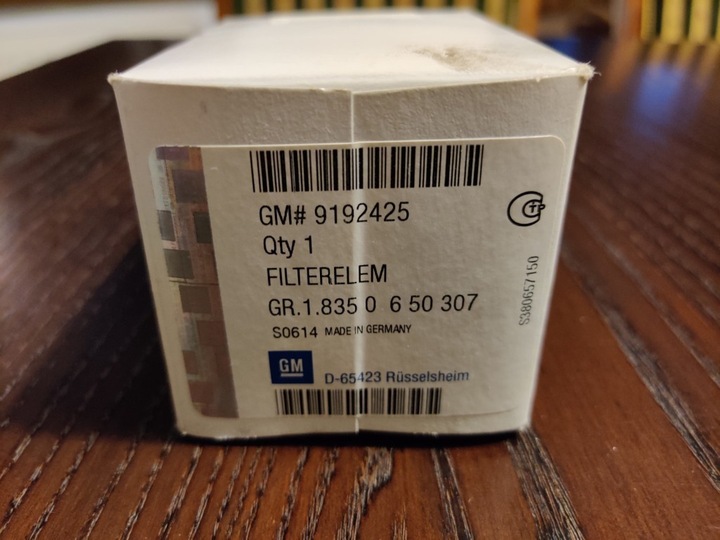 GM# 9192425
Qty 1
FILTERELEM
GR.1.835 0 6 50 307
S0614 MADE IN GERMANY
GM D-65423 Rüsselsheim
S380657150